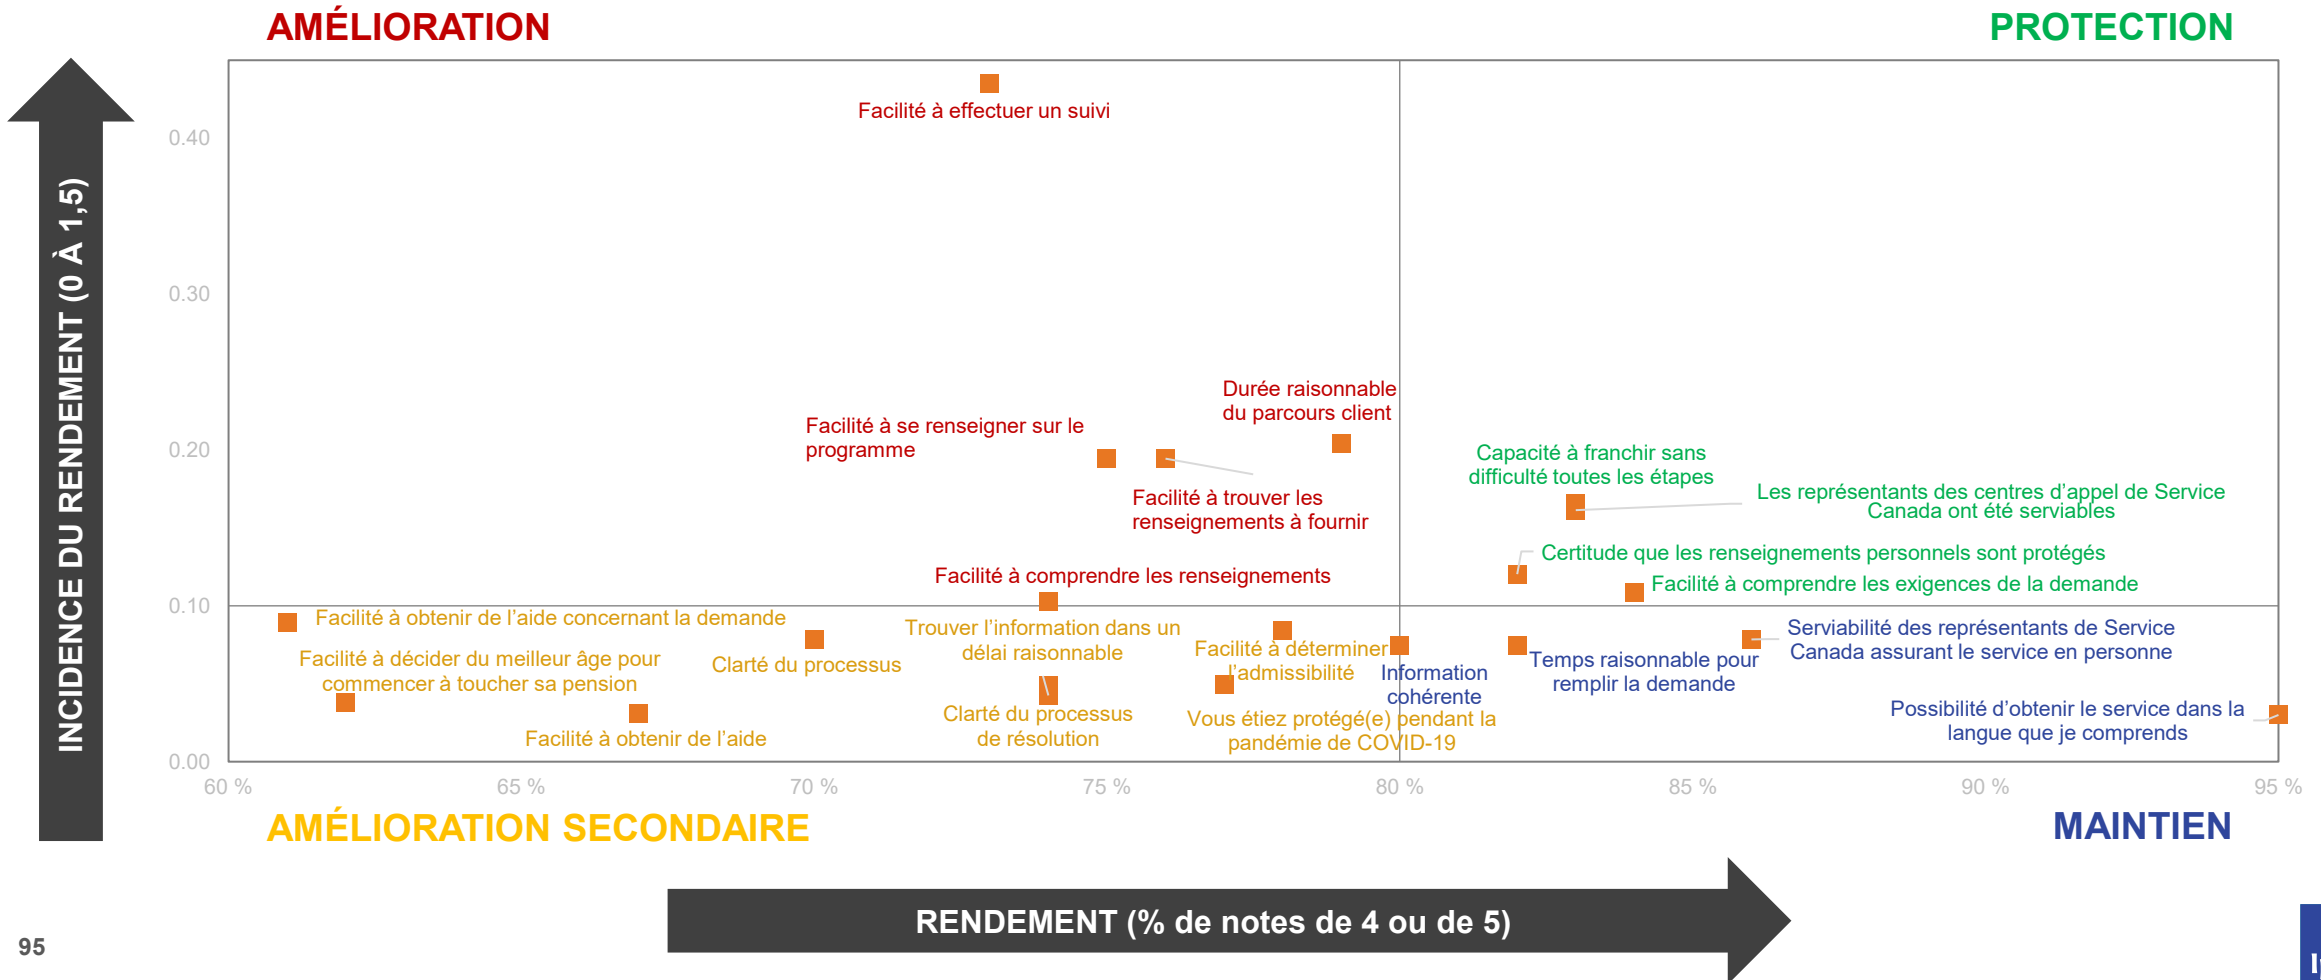 AMÉLIORATION
PROTECTION
INCIDENCE DU RENDEMENT (0 À 1,5)
0.40
0.30
0.20
0.10
0.00
Facilité à effectuer un suivi
Durée raisonnable
du parcours client
Facilité à se renseigner sur le
programme
Facilité à trouver les
renseignements à fournir
Facilité à comprendre les renseignements
Capacité à franchir sans
difficulté toutes les étapes
Les représentants des centres d’appel de Service
Canada ont été serviables
Certitude que les renseignements personnels sont protégés
Facilité à comprendre les exigences de la demande
Facilité à obtenir de l’aide concernant la demande
Facilité à décider du meilleur âge pour
commencer à toucher sa pension
Facilité à obtenir de l’aide
Clarté du processus
Trouver l’information dans un
délai raisonnable
Clarté du processus
de résolution
Facilité à déterminer
l’admissibilité
Vous étiez protégé(e) pendant la
pandémie de COVID-19
Information
cohérente
Temps raisonnable pour
remplir la demande
Serviabilité des représentants de Service
Canada assurant le service en personne
Possibilité d’obtenir le service dans la
langue que je comprends
60 %
65 %
70 %
75 %
80 %
85 %
90 %
95 %
AMÉLIORATION SECONDAIRE
MAINTIEN
RENDEMENT (% de notes de 4 ou de 5)
95